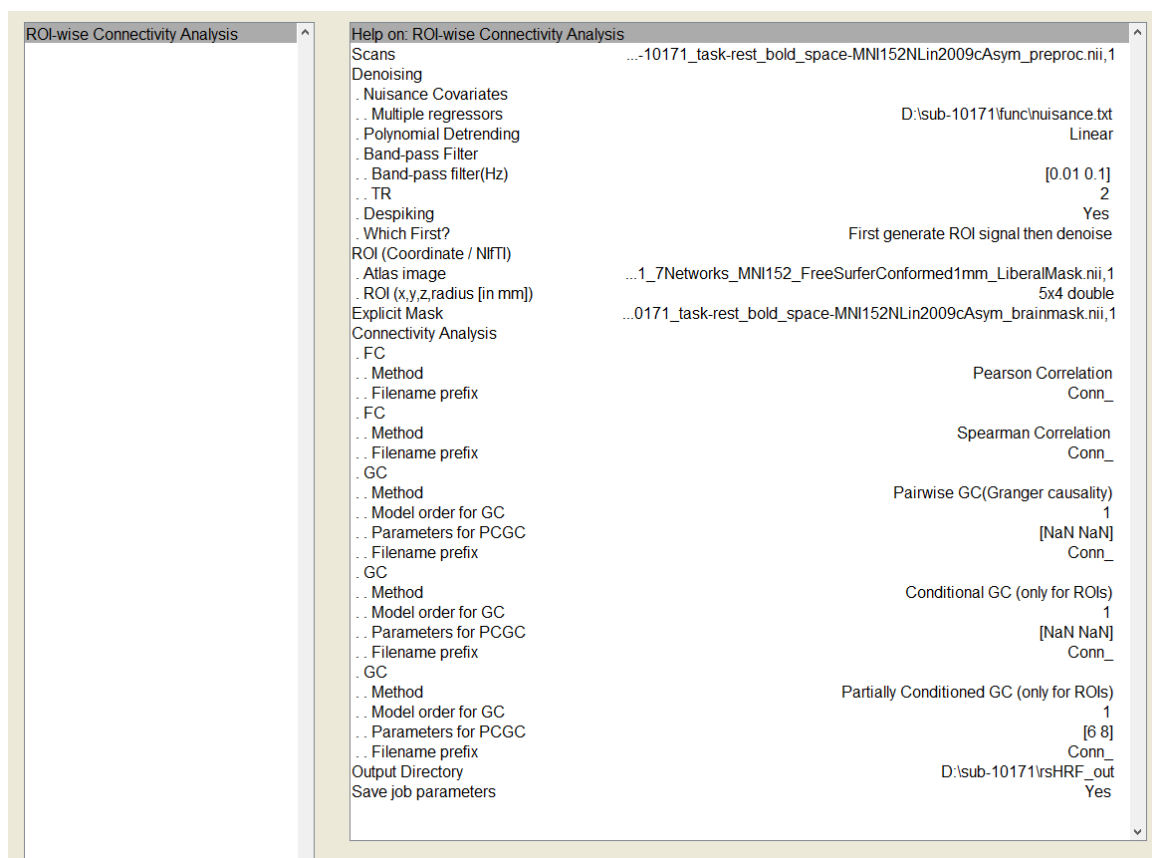 ROI-wise Connectivity Analysis
Help on: ROI-wise Connectivity Analysis
Scans ...-10171_task-rest_bold_space-MNI152NLin2009cAsym_preproc.nii,1
Denoising
. Nuisance Covariates
. . Multiple regressors D:\sub-10171\func\nuisance.txt
. Polynomial Detrending Linear
. Band-pass Filter
. . Band-pass filter(Hz) [0.01 0.1]
. . TR 2
. Despiking Yes
. Which First? First generate ROI signal then denoise
ROI (Coordinate / NIfTI)
. Atlas image ...1_7Networks_MNI152_FreeSurferConformed1mm_LiberalMask.nii,1
. ROI (x,y,z,radius [in mm]) 5x4 double
Explicit Mask ...0171_task-rest_bold_space-MNI152NLin2009cAsym_brainmask.nii,1
Connectivity Analysis
. FC
. . Method Pearson Correlation
. . Filename prefix Conn_
. FC
. . Method Spearman Correlation
. . Filename prefix Conn_
. GC
. . Method Pairwise GC(Granger causality)
. . Model order for GC 1
. . Parameters for PCGC [NaN NaN]
. . Filename prefix Conn_
. GC
. . Method Conditional GC (only for ROIs)
. . Model order for GC 1
. . Parameters for PCGC [NaN NaN]
. . Filename prefix Conn_
. GC
. . Method Partially Conditioned GC (only for ROIs)
. . Model order for GC 1
. . Parameters for PCGC [6 8]
. . Filename prefix Conn_
Output Directory D:\sub-10171\rsHRF_out
Save job parameters Yes